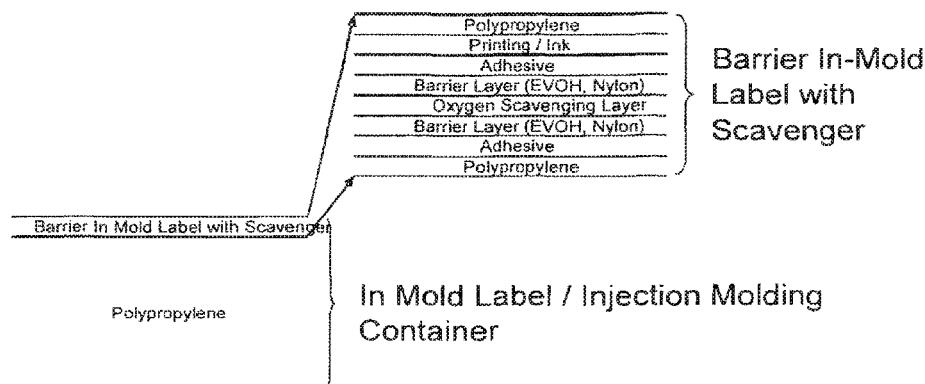 Polypropylene
Printing / Ink
Adhesive
Barrier Layer (EVOH, Nylon)
Oxygen Scavenging Layer
Barrier Layer (EVOH, Nylon)
Adhesive
Polypropylene
Barrier In-Mold
Label with
Scavenger
Barrier In Mold Label with Scavenger
Polypropylene
In Mold Label / Injection Molding
Container